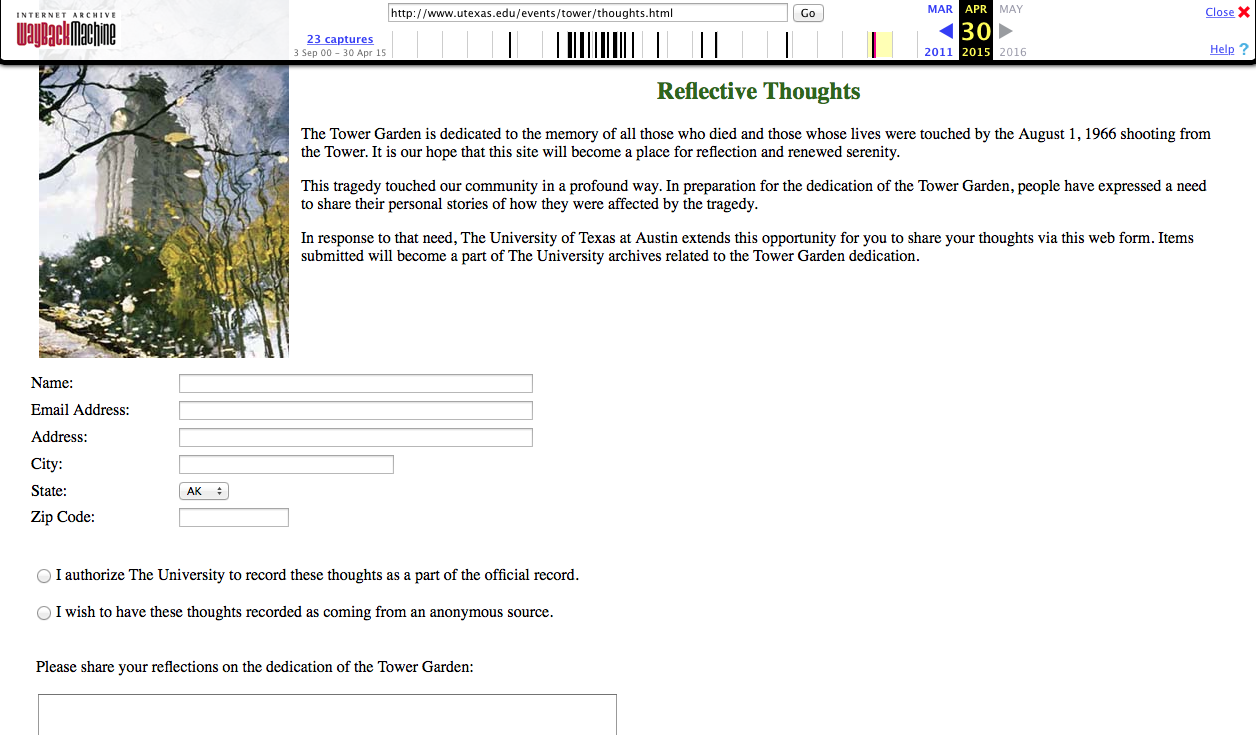 INTERNET ARCHIVE
WayBackMachine
http://www.utexas.edu/events/tower/thoughts.html
Go
23 captures
3 Sep 00 – 30 Apr 15
MAR APR MAY
30
2011 2015 2016
Close
Help ?
Reflective Thoughts
The Tower Garden is dedicated to the memory of all those who died and those whose lives were touched by the August 1, 1966 shooting from
the Tower. It is our hope that this site will become a place for reflection and renewed serenity.
This tragedy touched our community in a profound way. In preparation for the dedication of the Tower Garden, people have expressed a need
to share their personal stories of how they were affected by the tragedy.
In response to that need, The University of Texas at Austin extends this opportunity for you to share your thoughts via this web form. Items
submitted will become a part of The University archives related to the Tower Garden dedication.
Name:
Email Address:
Address:
City:
State: AK
Zip Code:
I authorize The University to record these thoughts as a part of the official record.
I wish to have these thoughts recorded as coming from an anonymous source.
Please share your reflections on the dedication of the Tower Garden: